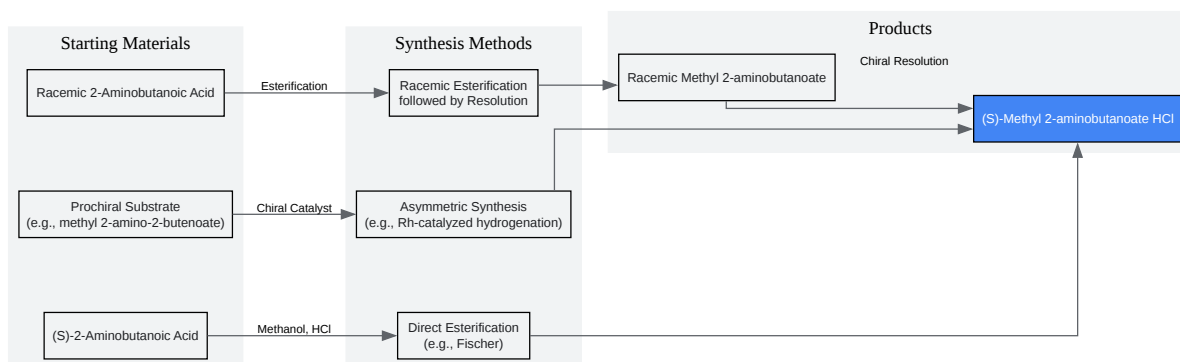 Starting Materials
Synthesis Methods
Products
Racemic 2-Aminobutanoic Acid
Esterification
Racemic Esterification
followed by Resolution
Racemic Methyl 2-aminobutanoate
Chiral Resolution
(S)-Methyl 2-aminobutanoate HCl
Prochiral Substrate
(e.g., methyl 2-amino-2-butenoate)
Chiral Catalyst
Asymmetric Synthesis
(e.g., Rh-catalyzed hydrogenation)
(S)-2-Aminobutanoic Acid
Methanol, HCl
Direct Esterification
(e.g., Fischer)